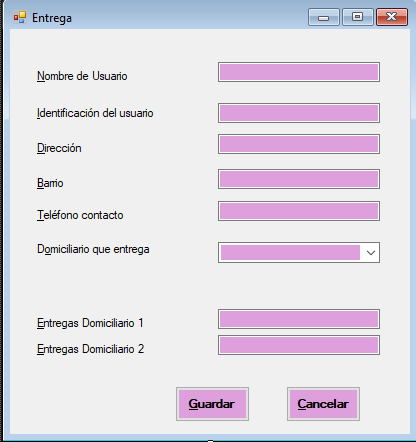 Entrega
Nombre de Usuario
Identificación del usuario
Dirección
Barrio
Teléfono contacto
Domiciliario que entrega
Entregas Domiciliario 1
Entregas Domiciliario 2
Guardar
Cancelar